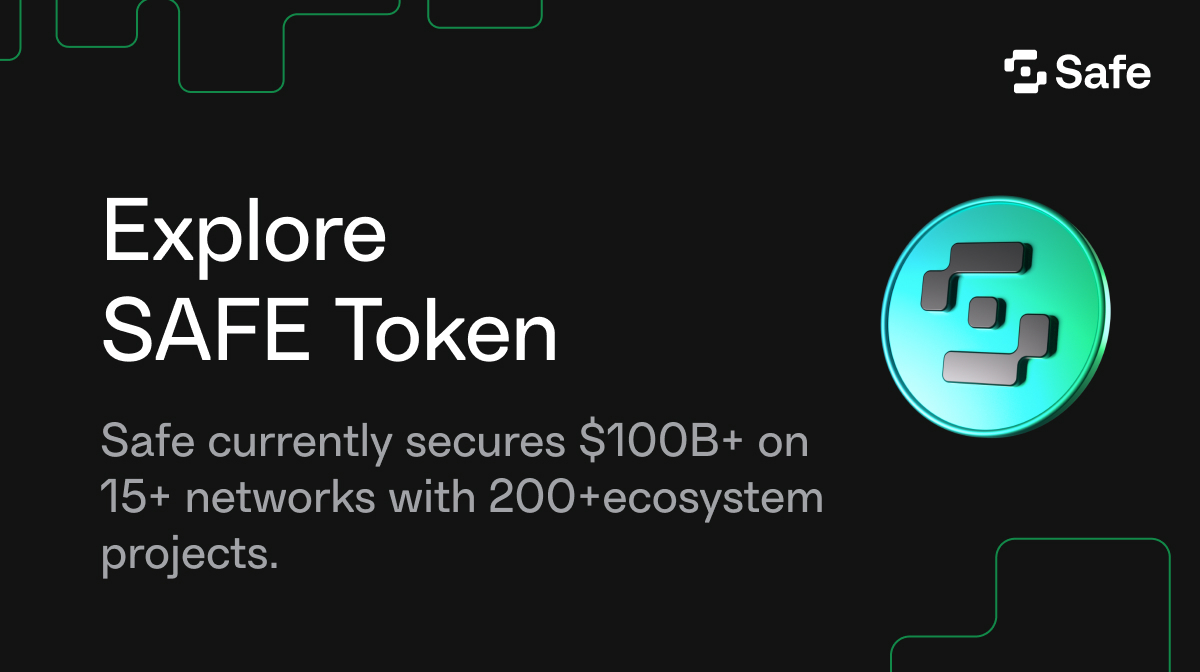 Safe
Explore
SAFE Token
Safe currently secures $100B+ on
15+ networks with 200+ecosystem
projects.